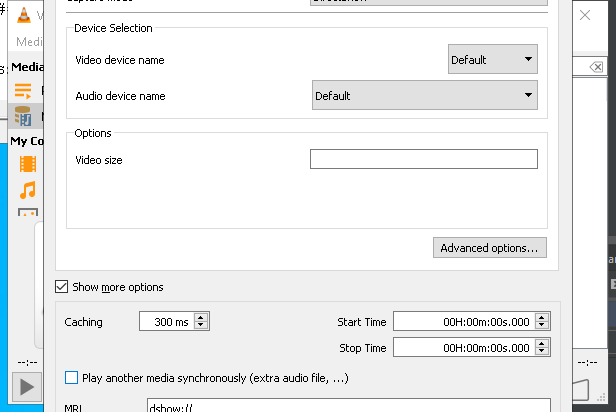 Device Selection
Video device name
Default
Audio device name
Default
Options
Video size
Advanced options...
Show more options
Caching
300 ms
Start Time
00H:00m:00s.000
Stop Time
00H:00m:00s.000
Play another media synchronously (extra audio file, ...)
MRL
dshow://
Medi
Media
My Co
--:--
--:--